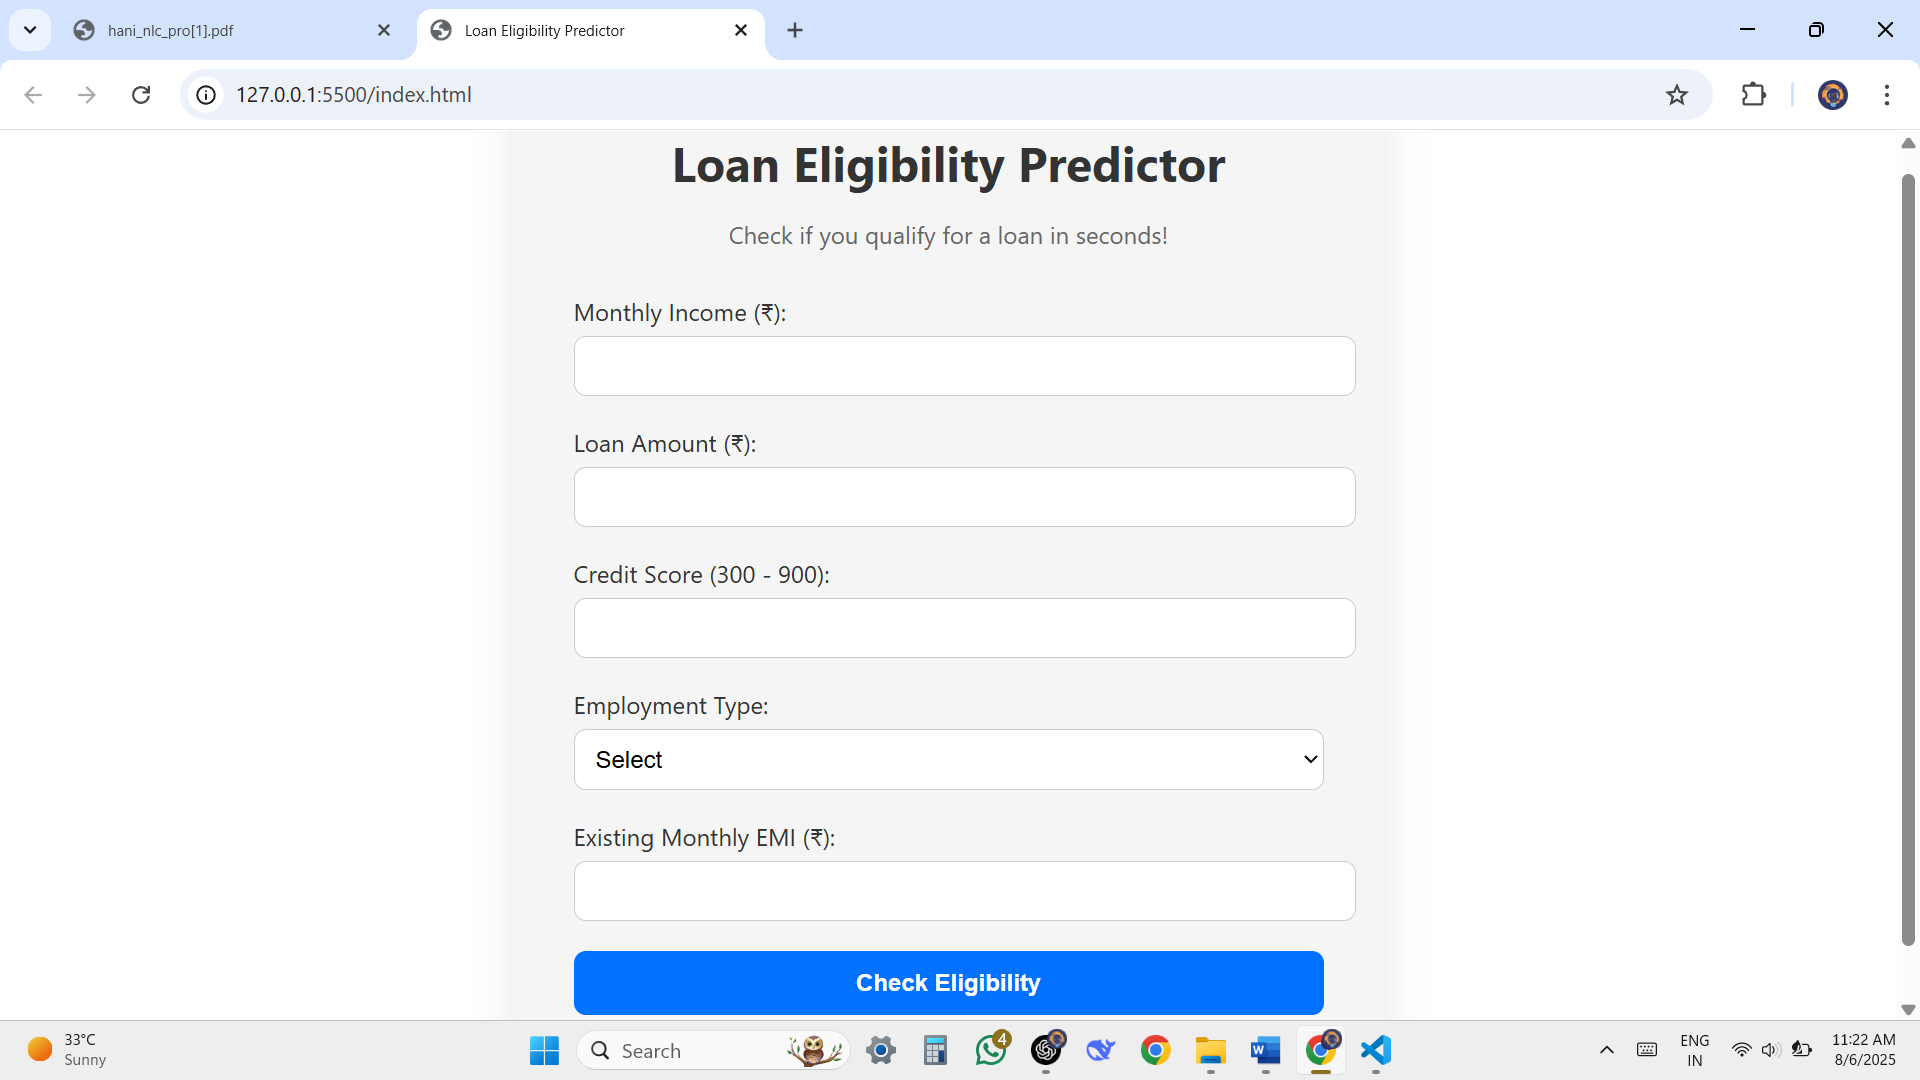 hani_nlc_pro[1].pdf
Loan Eligibility Predictor
127.0.0.1:5500/index.html
Loan Eligibility Predictor
Check if you qualify for a loan in seconds!
Monthly Income (₹):
Loan Amount (₹):
Credit Score (300 - 900):
Employment Type:
Select
Existing Monthly EMI (₹):
Check Eligibility
33°C
Sunny
Search
4
W
ENG
IN
11:22 AM
8/6/2025